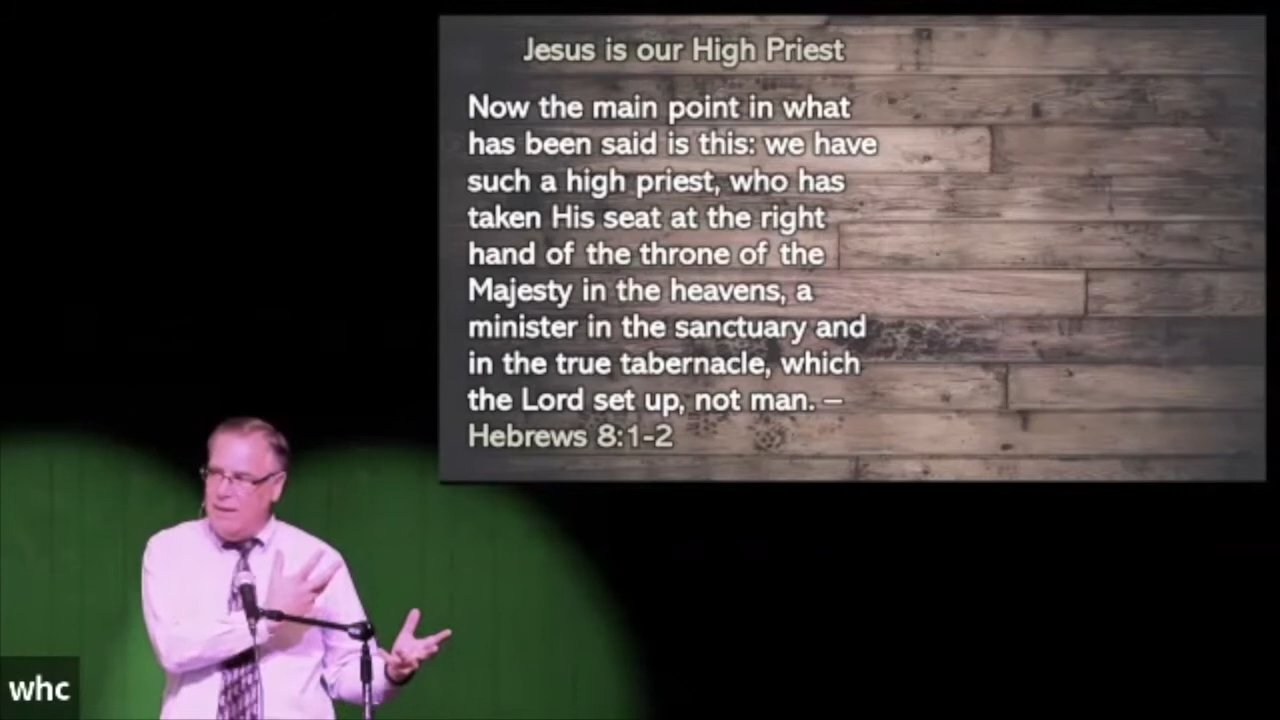 Jesus is our High Priest
Now the main point in what
has been said is this: we have
such a high priest, who has
taken His seat at the right
hand of the throne of the
Majesty in the heavens, a
minister in the sanctuary and
in the true tabernacle, which
the Lord set up, not man. –
Hebrews 8:1-2
whc